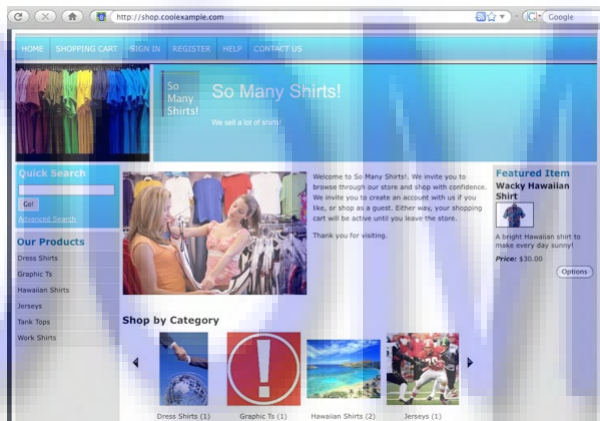 http://shop.coolexample.com
Google
HOME SHOPPING CART SIGN IN REGISTER HELP CONTACT US
So Many Shirts!
So Many Shirts!
We sell a lot of shirts!
Quick Search
Go!
Advanced Search
Our Products
Dress Shirts
Graphic Ts
Hawaiian Shirts
Jerseys
Tank Tops
Work Shirts
Welcome to So Many Shirts!. We invite you to
browse through our store and shop with confidence.
We invite you to create an account with us if you
like, or shop as a guest. Either way, your shopping
cart will be active until you leave the store.
Thank you for visiting.
Featured Item
Wacky Hawaiian
Shirt
A bright Hawaiian shirt to
make every day sunny!
Price: $30.00
Options
Shop by Category
Dress Shirts (1) Graphic Ts (1) Hawaiian Shirts (2) Jerseys (1)